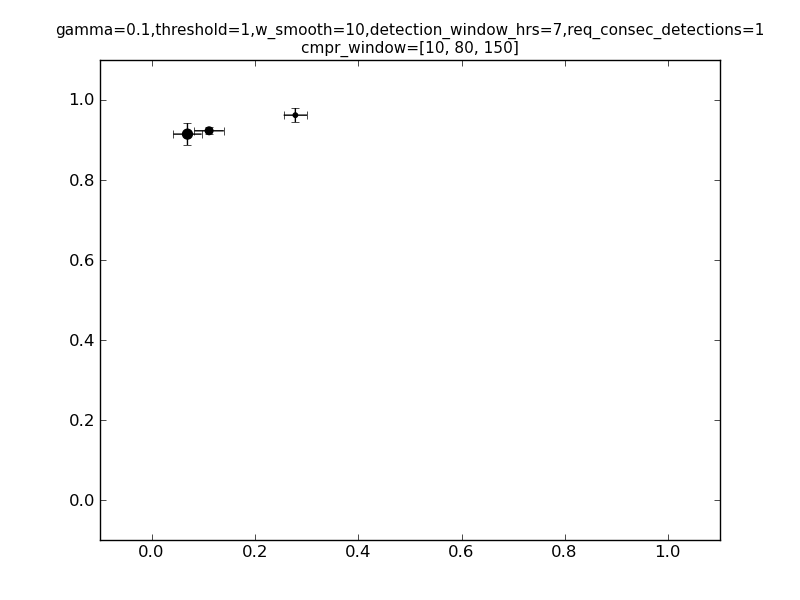 gamma=0.1,threshold=1,w_smooth=10,detection_window_hrs=7,req_consec_detections=1
cmpr_window=[10, 80, 150]
1.0
0.8
0.6
0.4
0.2
0.0
0.0 0.2 0.4 0.6 0.8 1.0